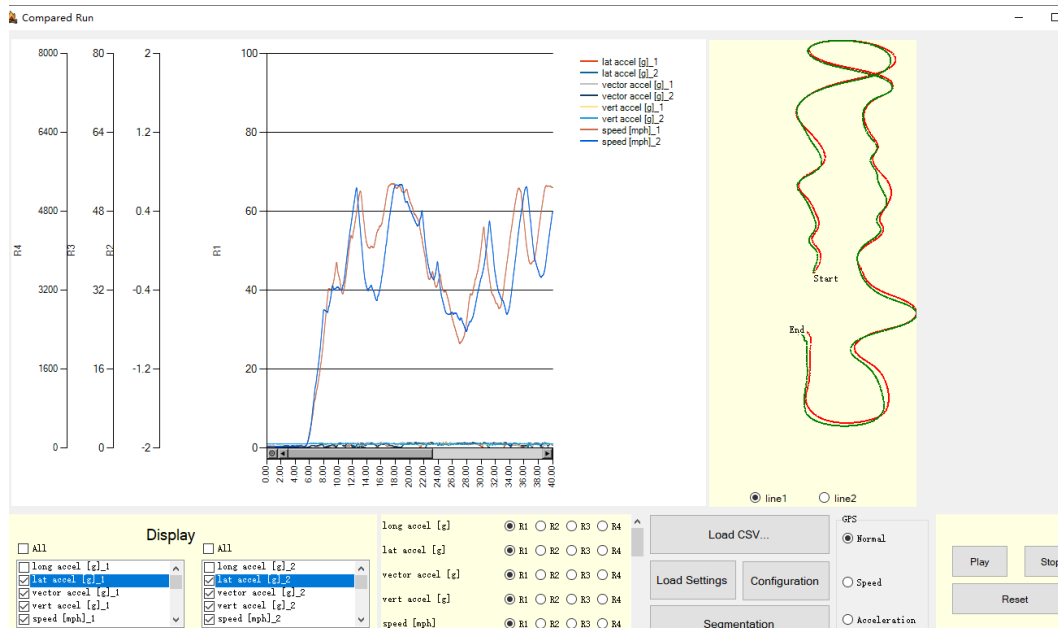 Compared Run
8000 80 2 100
6400 64 1.2 80
4800 48 0.4 60
3200 32 -0.4 40
1600 16 -1.2 20
0 0 -2 0
R4 R3 R2 R1
0.00 2.00 4.00 6.00 8.00 10.00 12.00 14.00 16.00 18.00 20.00 22.00 24.00 26.00 28.00 30.00 32.00 34.00 36.00 38.00 40.00
lat accel [g]_1
lat accel [g]_2
vector accel [g]_1
vector accel [g]_2
vert accel [g]_1
vert accel [g]_2
speed [mph]_1
speed [mph]_2
Start
End
line1 line2
Display
All All
long accel [g]_1 long accel [g]_2
lat accel [g]_1 lat accel [g]_2
vector accel [g]_1 vector accel [g]_2
vert accel [g]_1 vert accel [g]_2
speed [mph]_1 speed [mph]_2
long accel [g] R1 R2 R3 R4
lat accel [g] R1 R2 R3 R4
vector accel [g] R1 R2 R3 R4
vert accel [g] R1 R2 R3 R4
speed [mph] R1 R2 R3 R4
Load CSV...
Load Settings Configuration
Segmentation
GPS
Normal
Speed
Acceleration
Play Stop
Reset